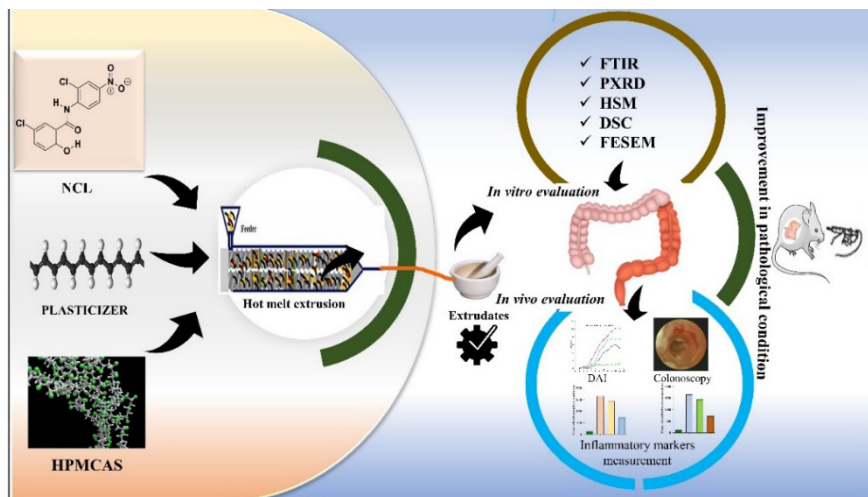 Cl
O
N
O
H
N
Cl
O
O
H
NCL
PLASTICIZER
HPMCAS
Feeder
Hot melt extrusion
Extrudates
✓ FTIR
✓ PXRD
✓ HSM
✓ DSC
✓ FESEM
In vitro evaluation
In vivo evaluation
DAI
Colonoscopy
Inflammatory markers
measurement
Improvement in pathological condition